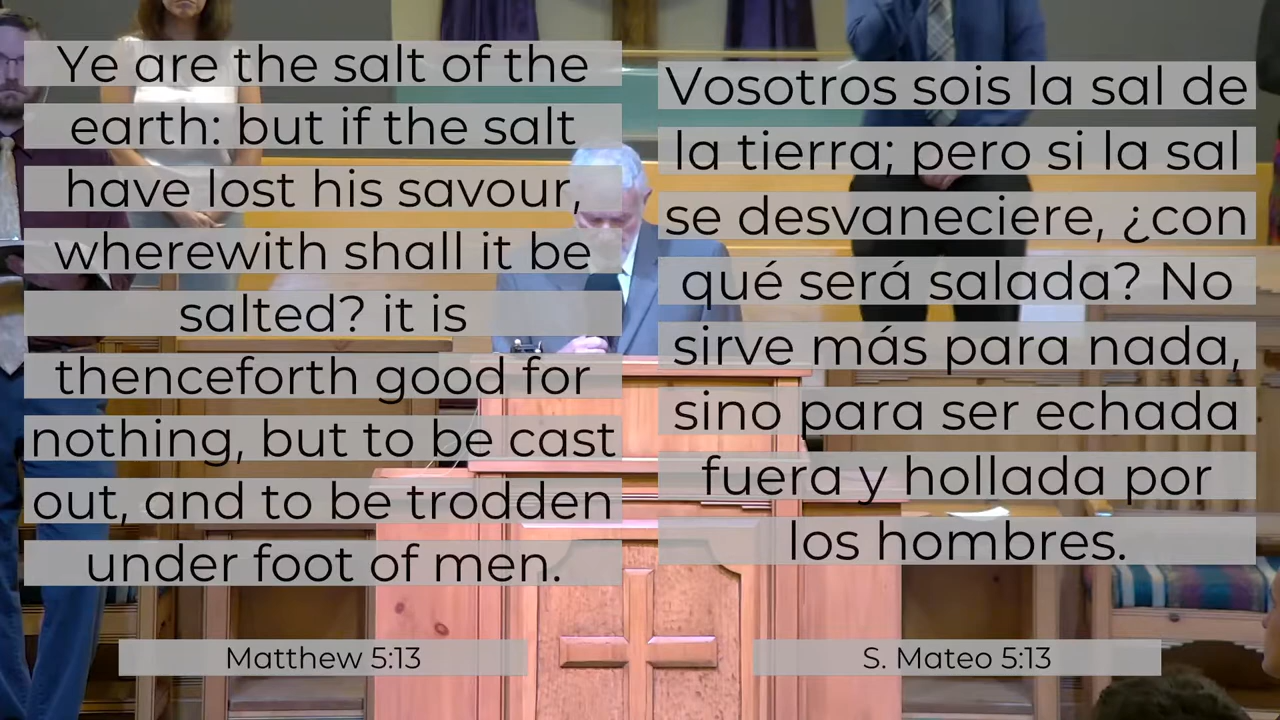 Ye are the salt of the
earth: but if the salt
have lost his savour,
wherewith shall it be
salted? it is
thenceforth good for
nothing, but to be cast
out, and to be trodden
under foot of men.
Matthew 5:13
Vosotros sois la sal de
la tierra; pero si la sal
se desvaneciere, ¿con
qué será salada? No
sirve más para nada,
sino para ser echada
fuera y hollada por
los hombres.
S. Mateo 5:13